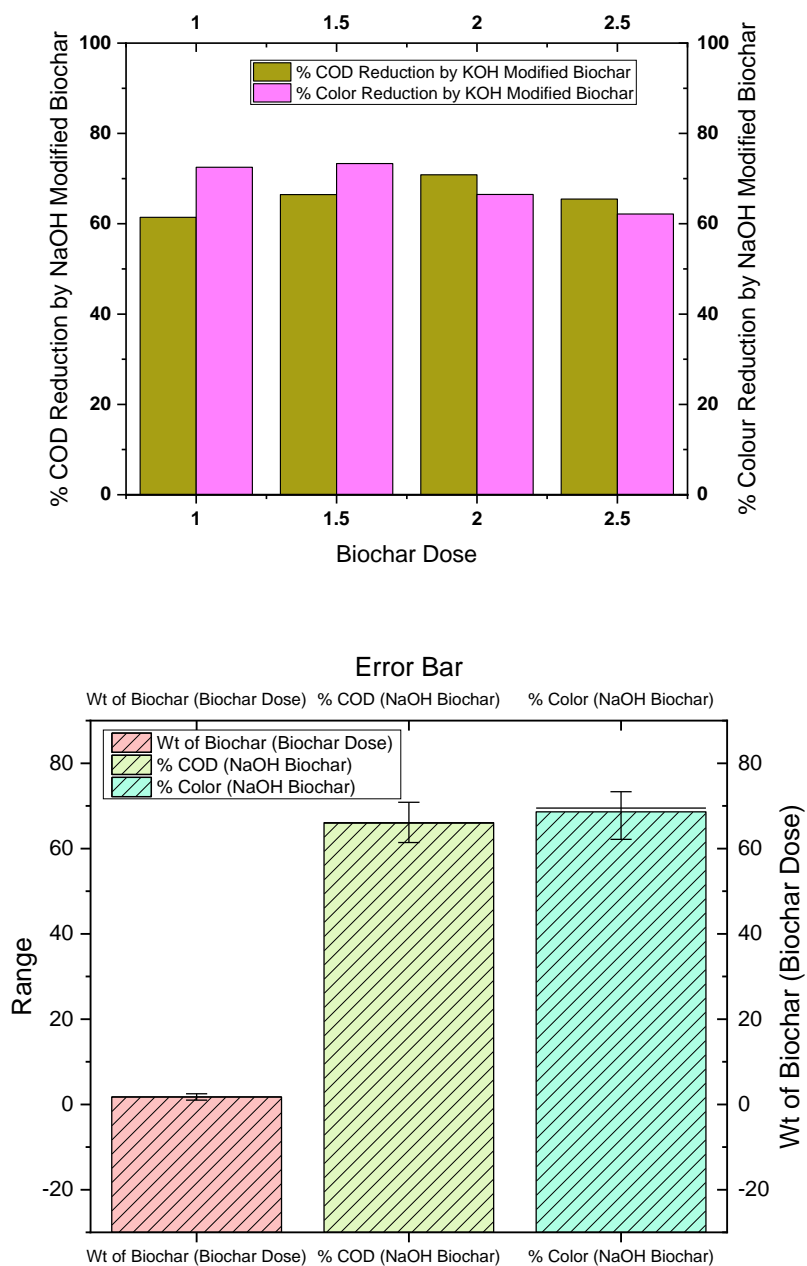 1 1.5 2 2.5
% COD Reduction by KOH Modified Biochar
% Color Reduction by KOH Modified Biochar
% COD Reduction by NaOH Modified Biochar
100
80
60
40
20
0
100
80
60
40
20
0
% Colour Reduction by NaOH Modified Biochar
1 1.5 2 2.5
Biochar Dose
Error Bar
Wt of Biochar (Biochar Dose) % COD (NaOH Biochar) % Color (NaOH Biochar)
Wt of Biochar (Biochar Dose)
% COD (NaOH Biochar)
% Color (NaOH Biochar)
Range
80
60
40
20
0
-20
80
60
40
20
0
-20
Wt of Biochar (Biochar Dose)
Wt of Biochar (Biochar Dose) % COD (NaOH Biochar) % Color (NaOH Biochar)